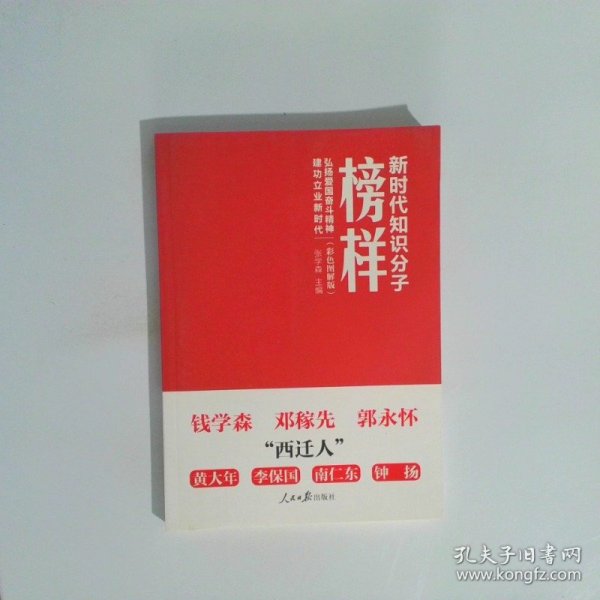 新时代知识分子
榜样
(彩色图解版)
弘扬爱国奋斗精神
建功立业新时代
张学森 主编
钱学森 邓稼先 郭永怀
“西迁人”
黄大年 李保国 南仁东 钟扬
人民日报出版社
孔夫子旧书网
www.kongfz.com